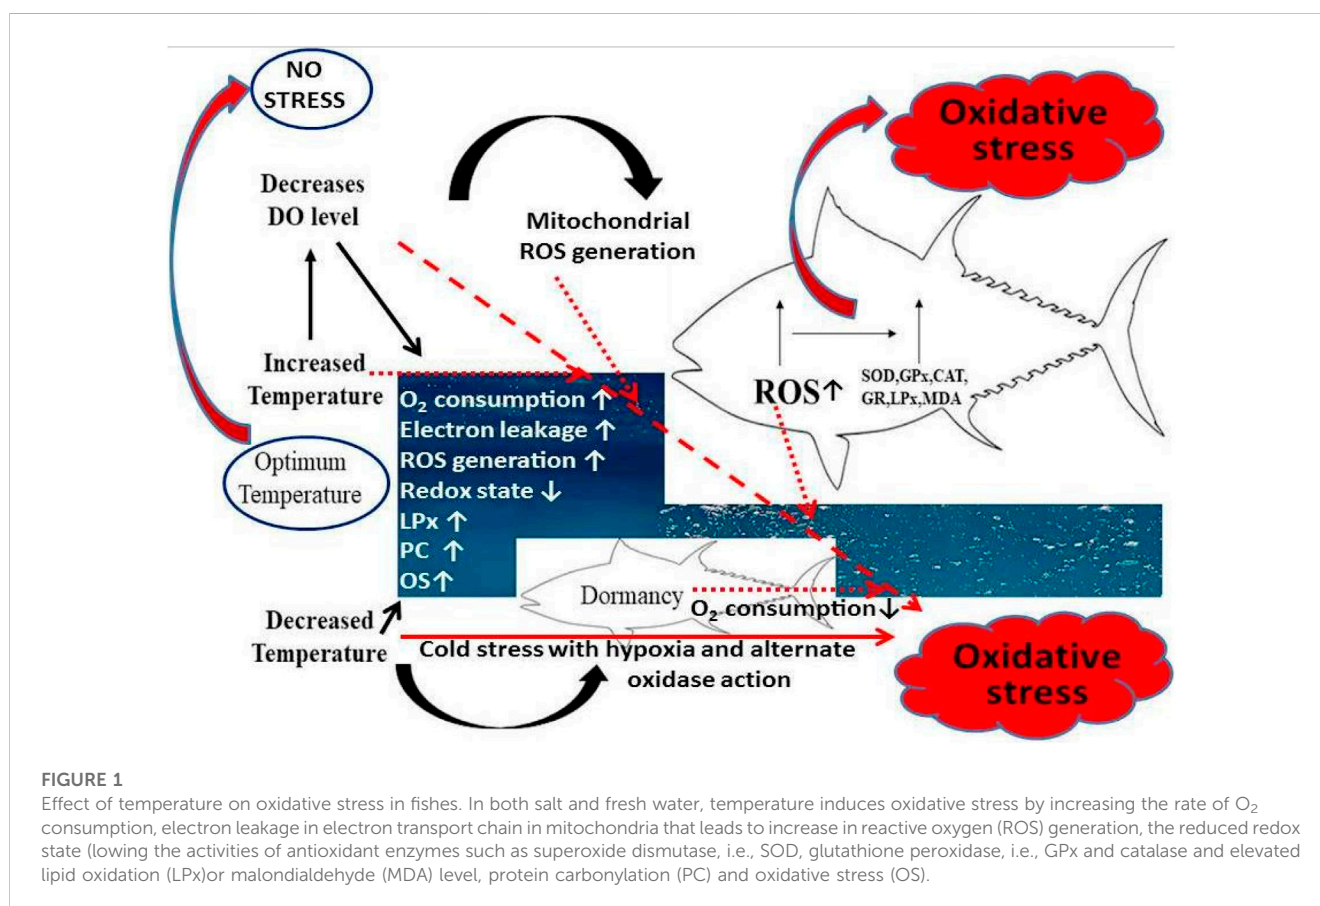 NO
STRESS
Oxidative
stress
Decreases
DO level
Mitochondrial
ROS generation
Increased
Temperature
ROS↑
SOD,GPx,CAT,
GR,LPx,MDA
O₂ consumption ↑
Electron leakage ↑
ROS generation ↑
Redox state ↓
LPx ↑
PC ↑
OS↑
Optimum
Temperature
Dormancy
O₂ consumption↓
Decreased
Temperature
Cold stress with hypoxia and alternate
oxidase action
Oxidative
stress
FIGURE 1
Effect of temperature on oxidative stress in fishes. In both salt and fresh water, temperature induces oxidative stress by increasing the rate of O₂
consumption, electron leakage in electron transport chain in mitochondria that leads to increase in reactive oxygen (ROS) generation, the reduced redox
state (lowing the activities of antioxidant enzymes such as superoxide dismutase, i.e., SOD, glutathione peroxidase, i.e., GPx and catalase and elevated
lipid oxidation (LPx)or malondialdehyde (MDA) level, protein carbonylation (PC) and oxidative stress (OS).